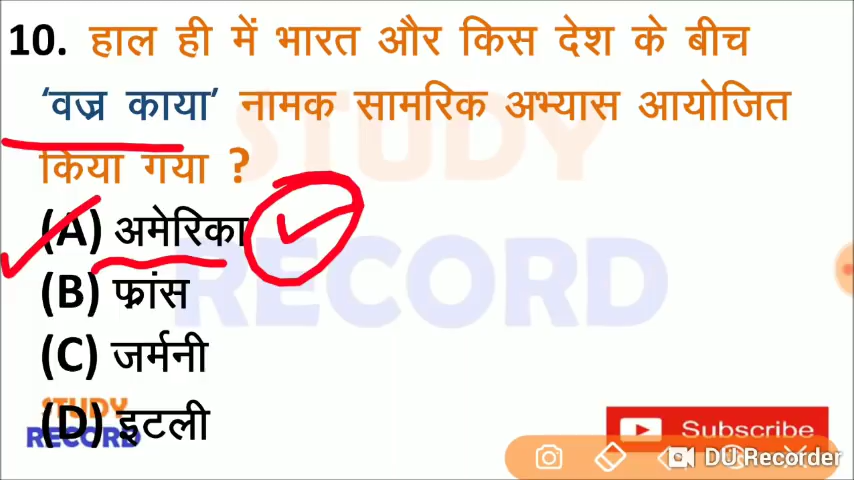 10. हाल ही में भारत और किस देश के बीच
'वज्र काया' नामक सामरिक अभ्यास आयोजित
किया गया ?
(A) अमेरिका
(B) फ्रांस
(C) जर्मनी
(D) इटली
STUDY
RECORD
STUDY
RECORD
Subscribe
DU Recorder